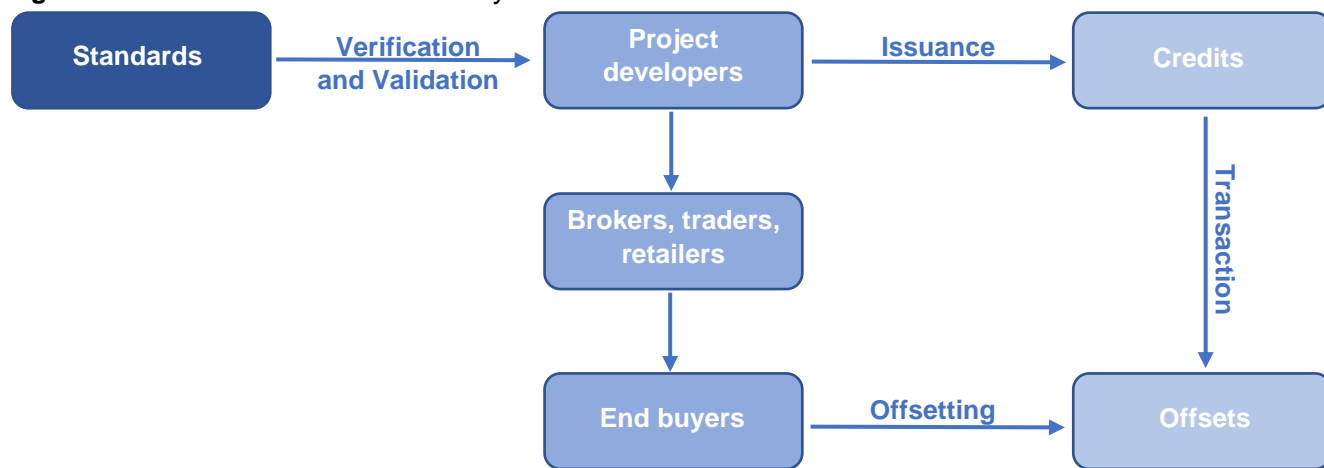 Standards
Verification
and Validation
Project
developers
Issuance
Credits
Transaction
Brokers, traders,
retailers
End buyers
Offsetting
Offsets